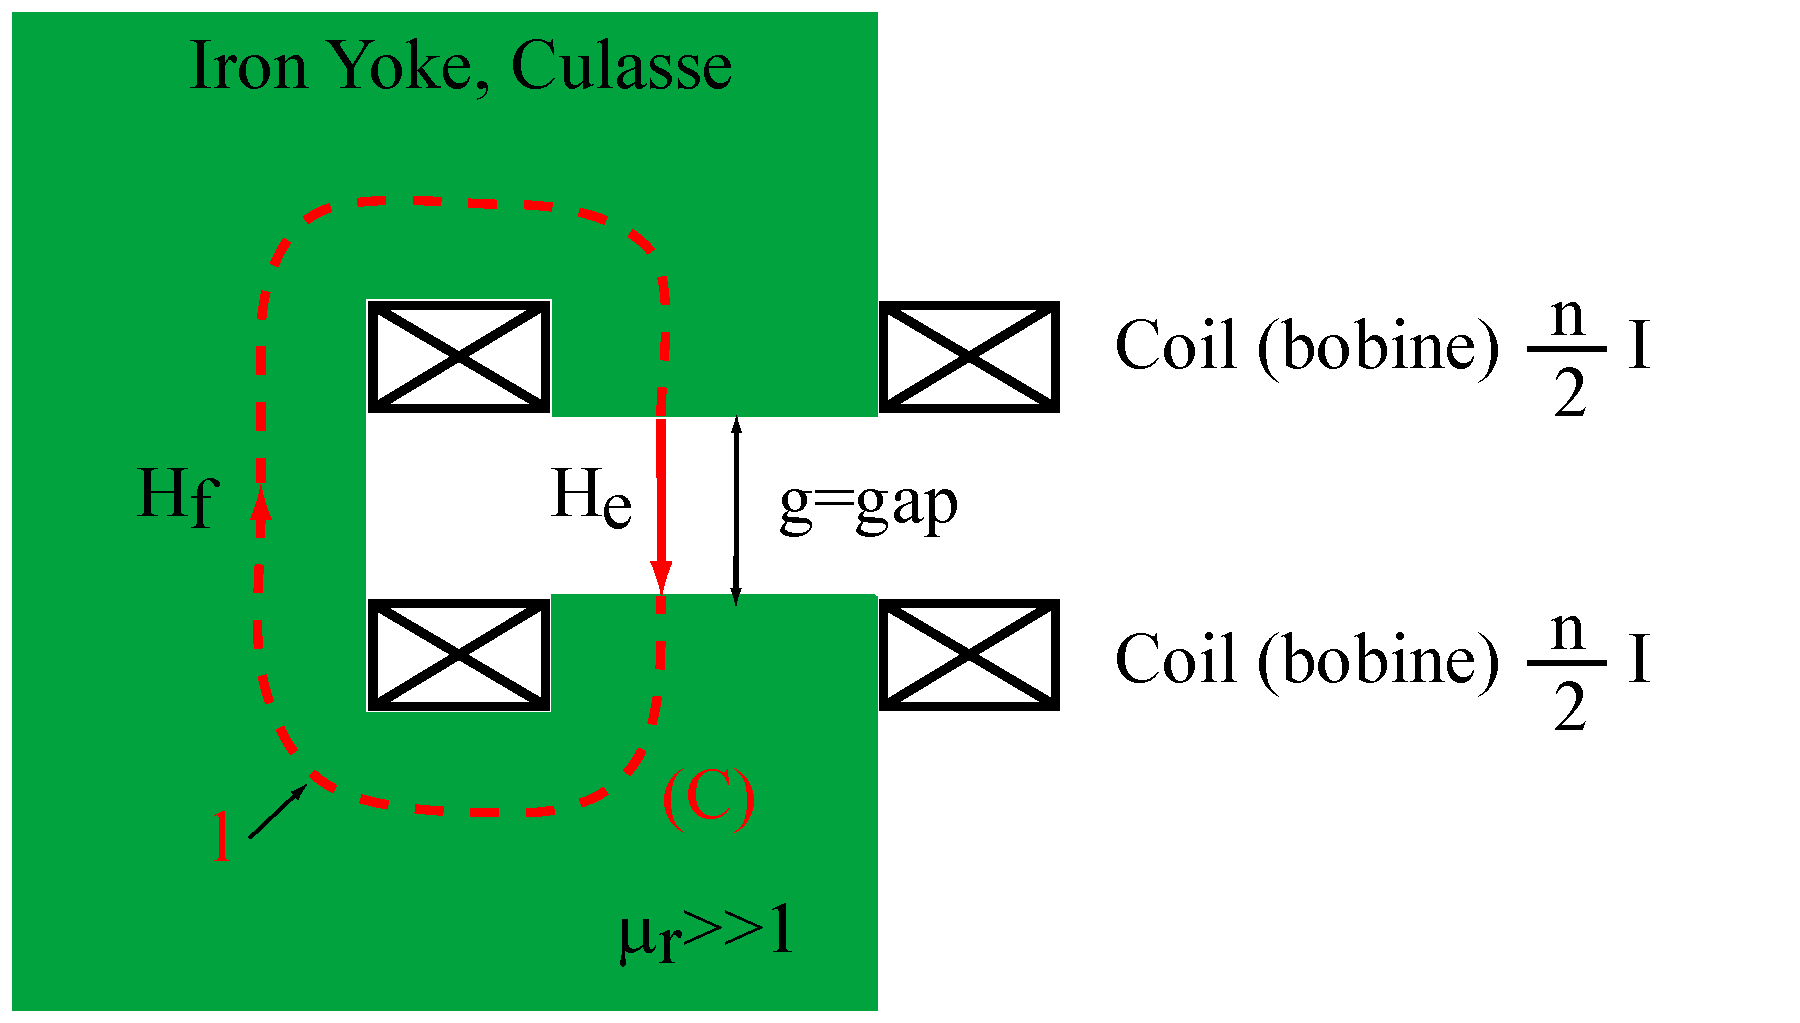 Iron Yoke, Culasse
Coil (bobine) n/2 I
Hf
He
g=gap
Coil (bobine) n/2 I
(C)
l
μr>>1